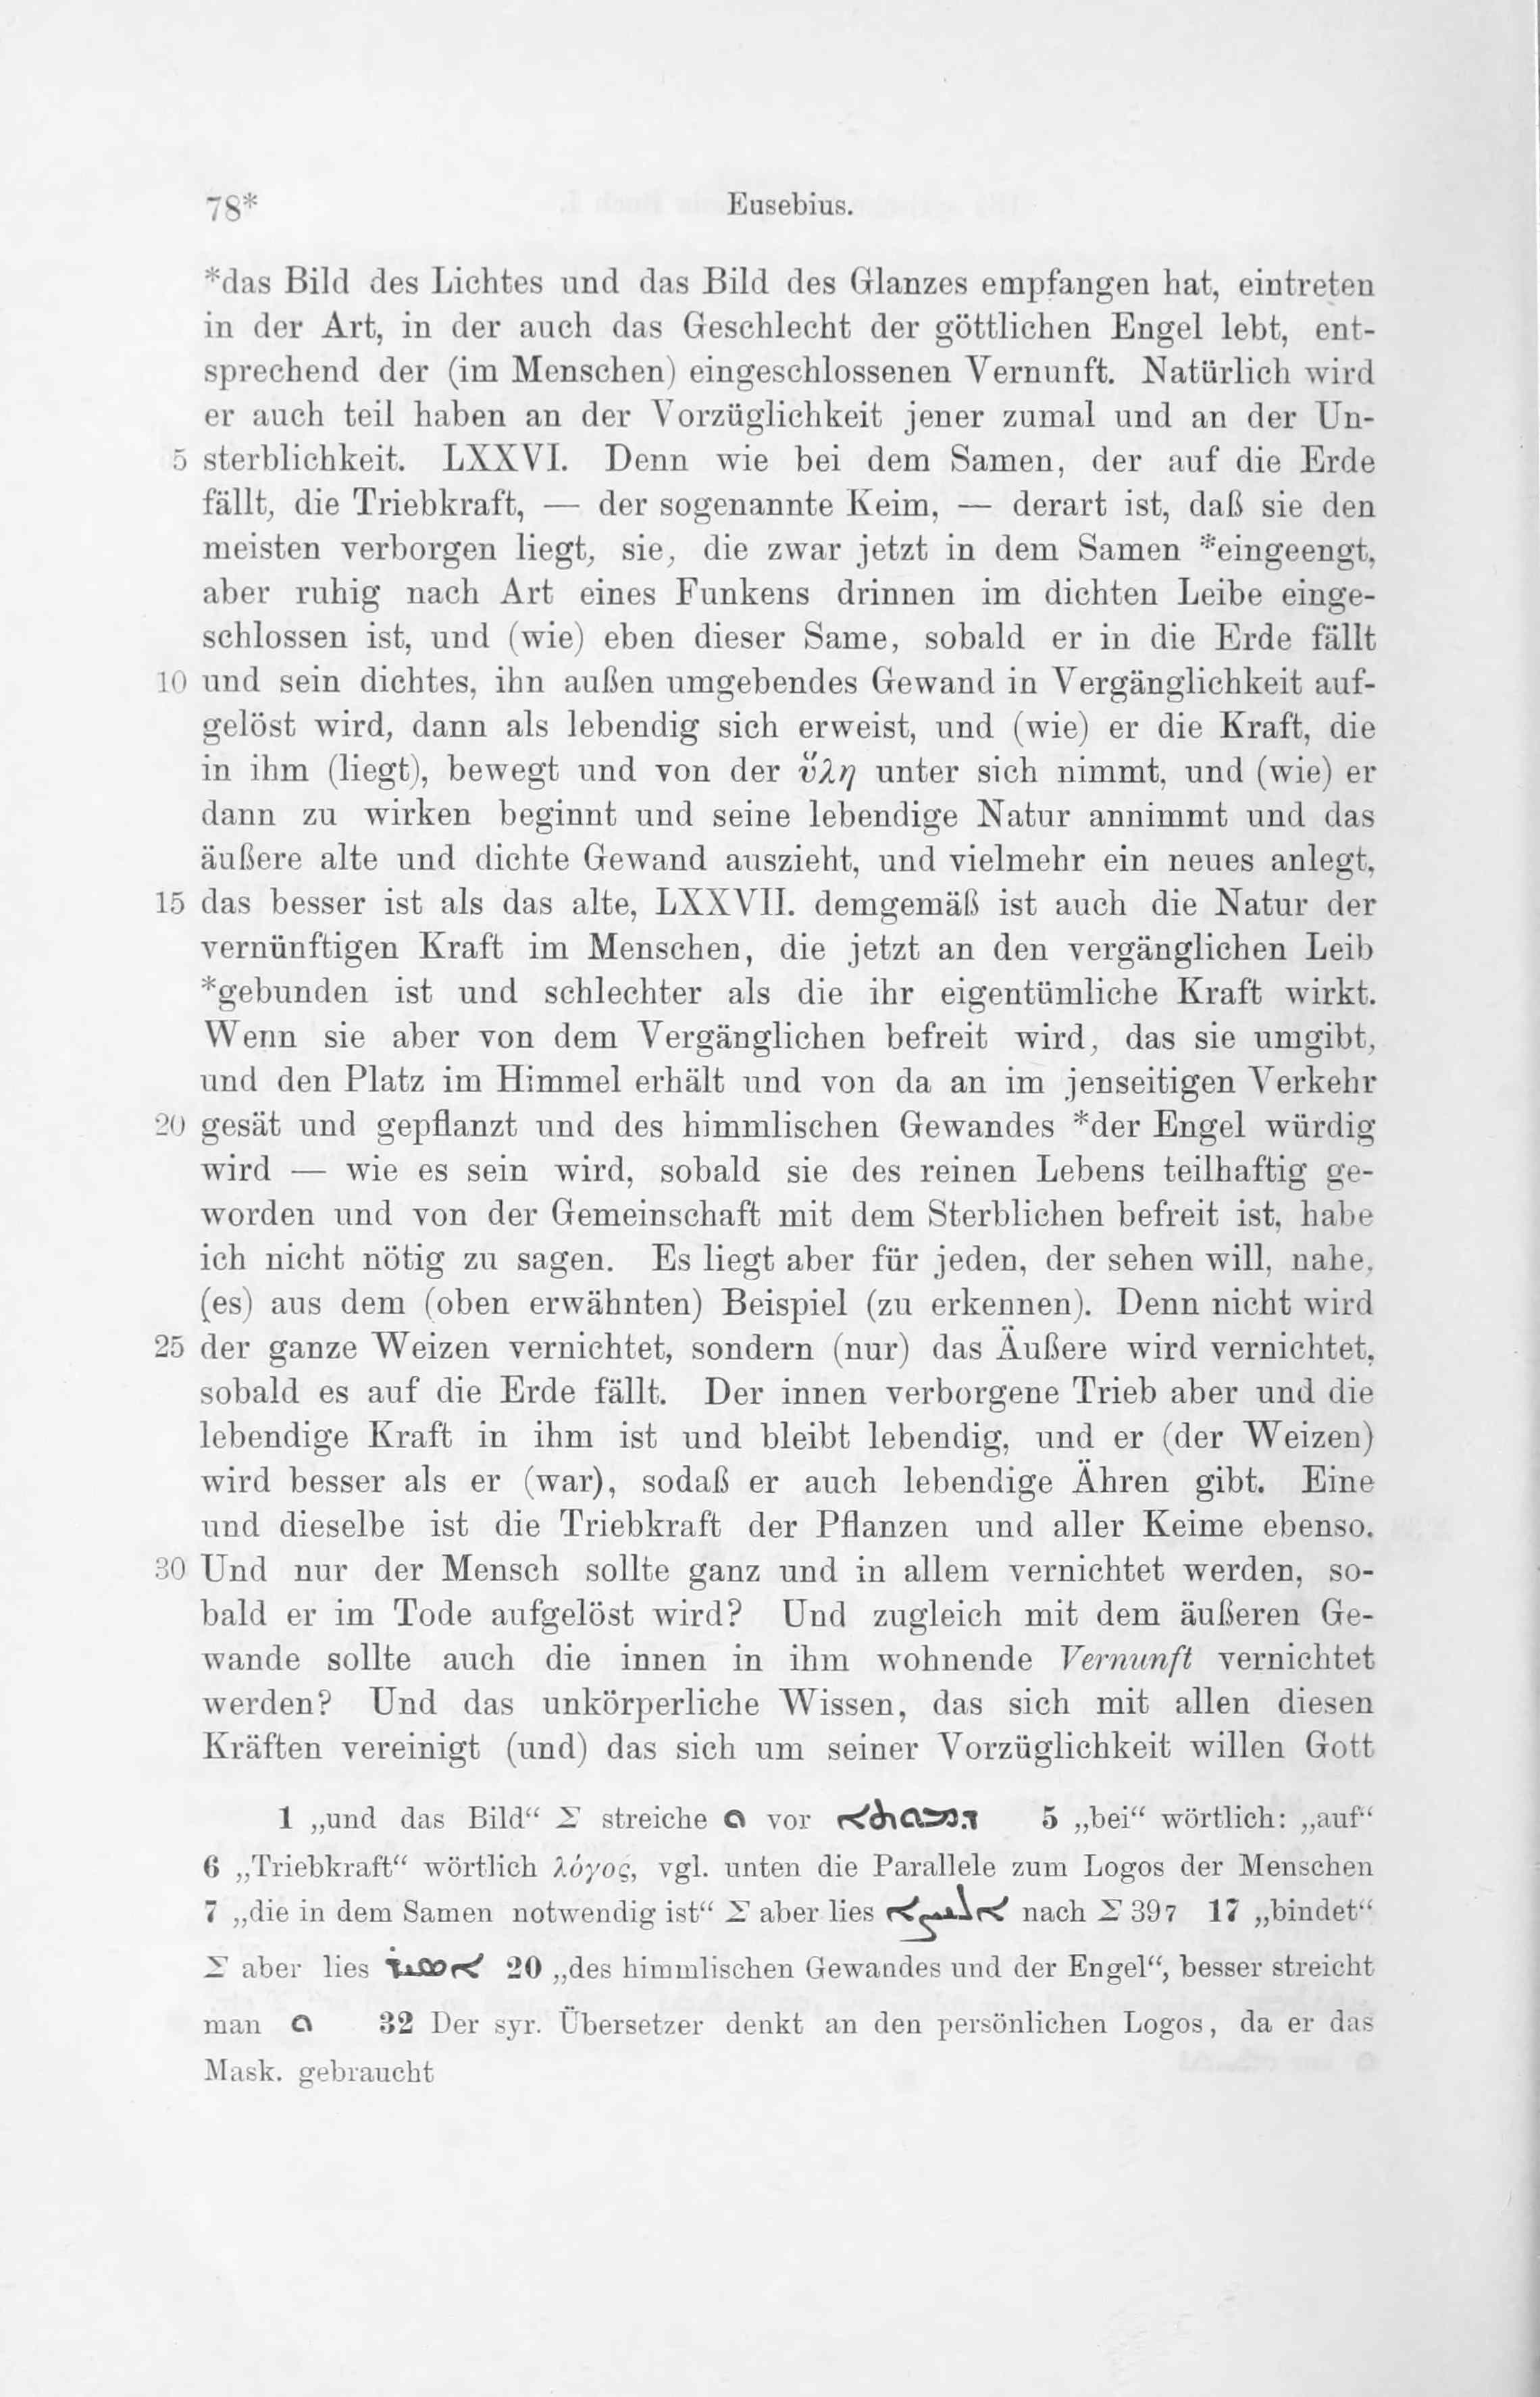 78* Eusebius.
*das Bild des Lichtes und das Bild des Glanzes empfangen hat, eintreten
in der Art, in der auch das Geschlecht der göttlichen Engel lebt, ent-
sprechend der (im Menschen) eingeschlossenen Vernunft. Natürlich wird
er auch teil haben an der Vorzüglichkeit jener zumal und an der Un-
5 sterblichkeit. LXXVI. Denn wie bei dem Samen, der auf die Erde
fällt, die Triebkraft, — der sogenannte Keim, — derart ist, daß sie den
meisten verborgen liegt, sie, die zwar jetzt in dem Samen *eingeengt,
aber ruhig nach Art eines Funkens drinnen im dichten Leibe einge-
schlossen ist, und (wie) eben dieser Same, sobald er in die Erde fällt
10 und sein dichtes, ihn außen umgebendes Gewand in Vergänglichkeit auf-
gelöst wird, dann als lebendig sich erweist, und (wie) er die Kraft, die
in ihm (liegt), bewegt und von der ὕλη unter sich nimmt, und (wie) er
dann zu wirken beginnt und seine lebendige Natur annimmt und das
äußere alte und dichte Gewand auszieht, und vielmehr ein neues anlegt,
15 das besser ist als das alte, LXXVII. demgemäß ist auch die Natur der
vernünftigen Kraft im Menschen, die jetzt an den vergänglichen Leib
*gebunden ist und schlechter als die ihr eigentümliche Kraft wirkt.
Wenn sie aber von dem Vergänglichen befreit wird, das sie umgibt,
und den Platz im Himmel erhält und von da an im jenseitigen Verkehr
20 gesät und gepflanzt und des himmlischen Gewandes *der Engel würdig
wird — wie es sein wird, sobald sie des reinen Lebens teilhaftig ge-
worden und von der Gemeinschaft mit dem Sterblichen befreit ist, habe
ich nicht nötig zu sagen. Es liegt aber für jeden, der sehen will, nahe,
(es) aus dem (oben erwähnten) Beispiel (zu erkennen). Denn nicht wird
25 der ganze Weizen vernichtet, sondern (nur) das Äußere wird vernichtet,
sobald es auf die Erde fällt. Der innen verborgene Trieb aber und die
lebendige Kraft in ihm ist und bleibt lebendig, und er (der Weizen)
wird besser als er (war), sodaß er auch lebendige Ähren gibt. Eine
und dieselbe ist die Triebkraft der Pflanzen und aller Keime ebenso.
30 Und nur der Mensch sollte ganz und in allem vernichtet werden, so-
bald er im Tode aufgelöst wird? Und zugleich mit dem äußeren Ge-
wande sollte auch die innen in ihm wohnende Vernunft vernichtet
werden? Und das unkörperliche Wissen, das sich mit allen diesen
Kräften vereinigt (und) das sich um seiner Vorzüglichkeit willen Gott
1 „und das Bild“ Σ streiche ܘ vor ܕܡܘܬܐ 5 „bei“ wörtlich: „auf“
6 „Triebkraft“ wörtlich λόγος, vgl. unten die Parallele zum Logos der Menschen
7 „die in dem Samen notwendig ist“ Σ aber lies nach Σ 397 17 „bindet“
Σ aber lies ܐܣܝܪ 20 „des himmlischen Gewandes und der Engel“, besser streicht
man ܘ 32 Der syr. Übersetzer denkt an den persönlichen Logos, da er das
Mask. gebraucht